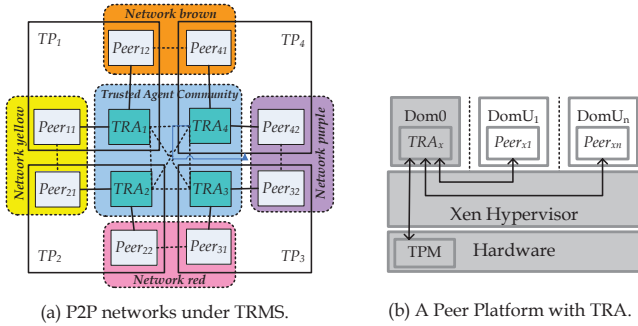 Network brown
TP1
TP4
Peer12
Peer41
Trusted Agent Community
Network yellow
Peer11
TRA1
TRA4
Peer42
Network purple
Peer21
TRA2
TRA3
Peer32
Peer22
Peer31
TP2
TP3
Network red
(a) P2P networks under TRMS.
Dom0
DomU1
DomUn
TRAx
Peerx1
Peerxn
Xen Hypervisor
TPM
Hardware
(b) A Peer Platform with TRA.